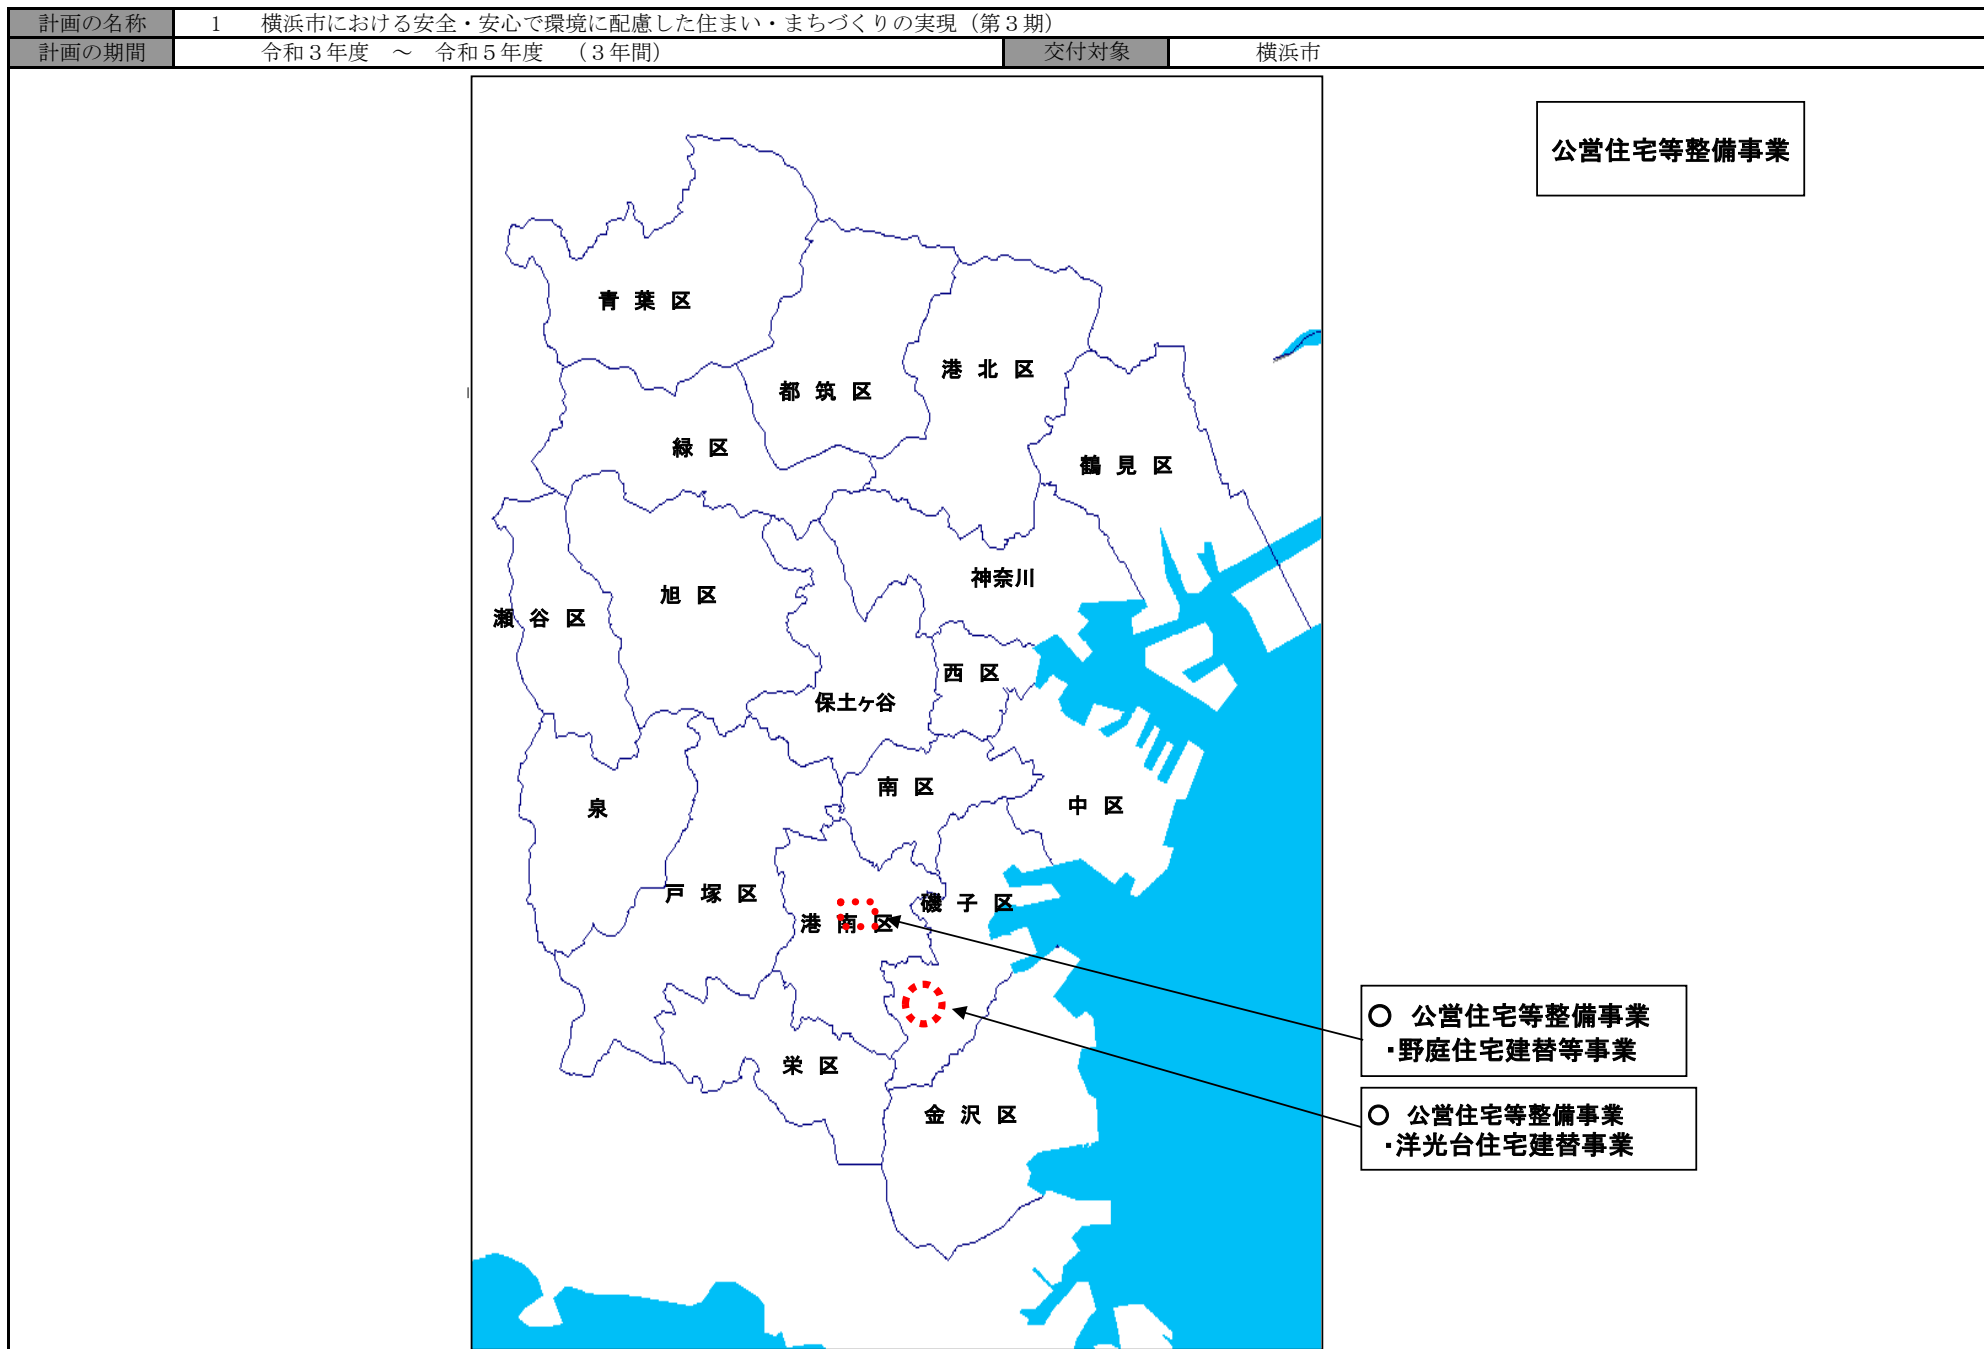 計画の名称 1 横浜市における安全・安心で環境に配慮した住まい・まちづくりの実現（第３期）
計画の期間 令和３年度 ～ 令和５年度 （３年間） 交付対象 横浜市
公営住宅等整備事業
青葉区
港北区
都筑区
緑区
鶴見区
神奈川
旭区
瀬谷区
西区
保土ヶ谷
南区
中区
泉
戸塚区
磯子区
港南区
○ 公営住宅等整備事業
・野庭住宅建替等事業
栄区
金沢区
○ 公営住宅等整備事業
・洋光台住宅建替事業